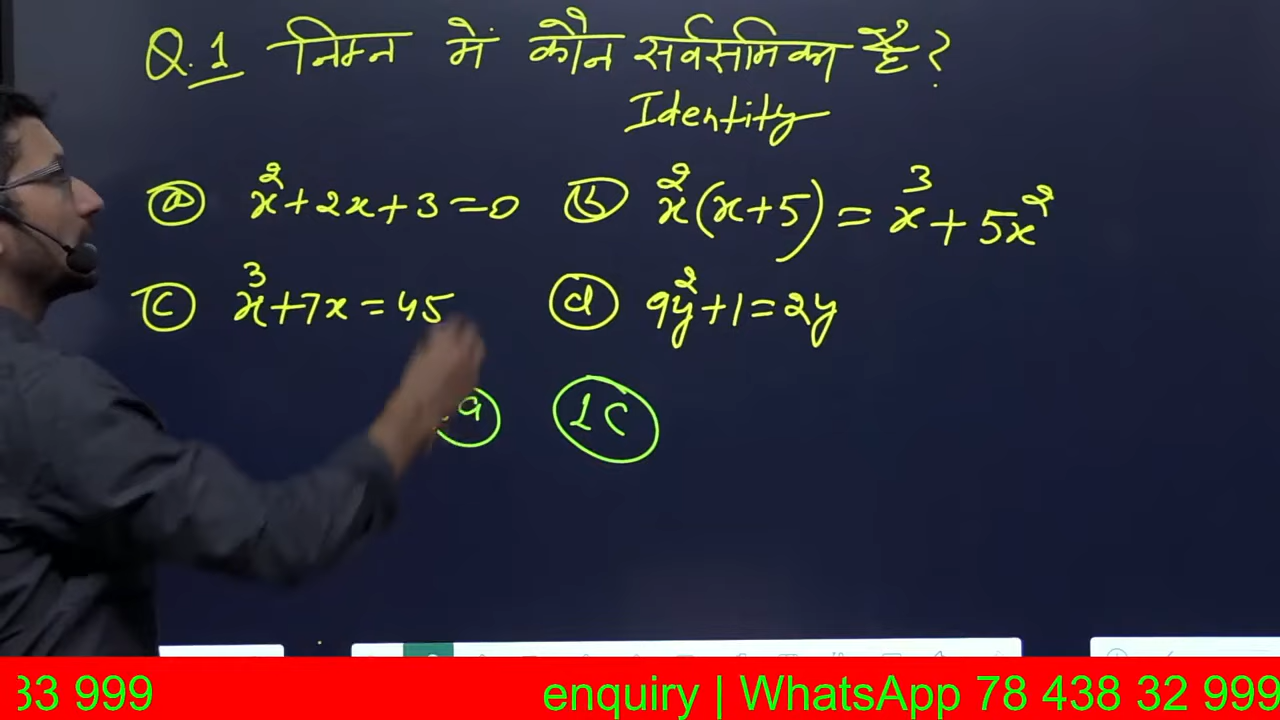 Q.1 निम्न में कौन सर्वसमिका है?
Identity
(a) x²+2x+3=0 (b) x²(x+5) = x³+5x²
(c) x³+7x=45 (d) 9y²+1=2y
a 1c
33 999 enquiry | WhatsApp 78 438 32 999